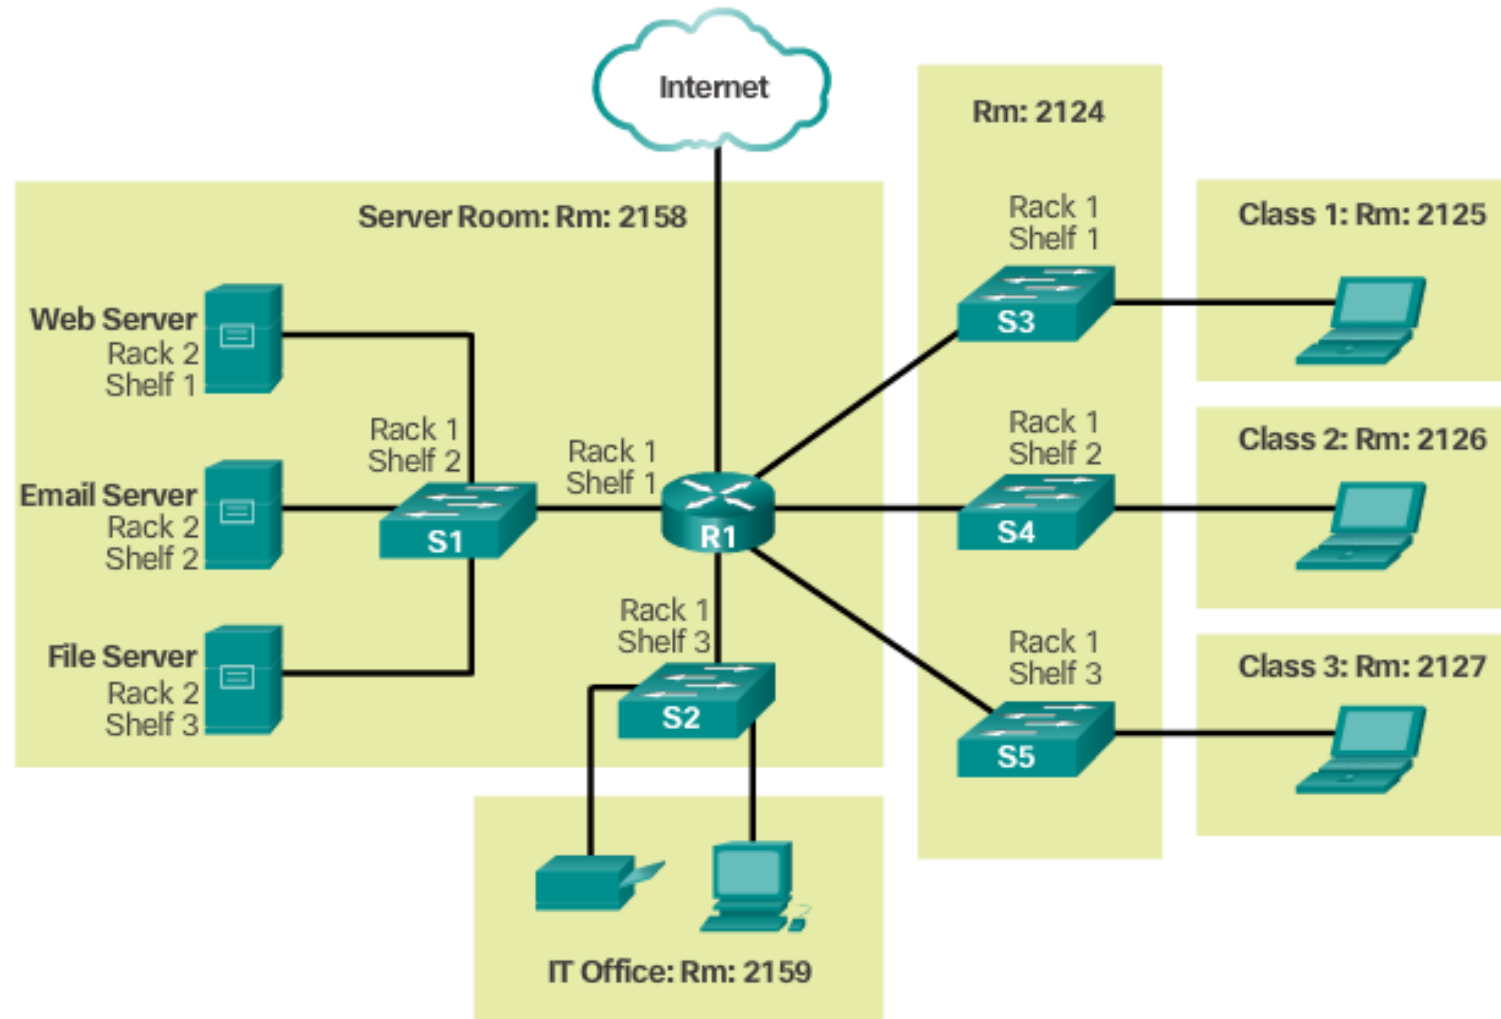 Internet
Rm: 2124
Server Room: Rm: 2158
Rack 1
Shelf 1
S3
Class 1: Rm: 2125
Web Server
Rack 2
Shelf 1
Rack 1
Shelf 2
S1
Rack 1
Shelf 1
R1
Rack 1
Shelf 2
S4
Class 2: Rm: 2126
Email Server
Rack 2
Shelf 2
Rack 1
Shelf 3
S2
Rack 1
Shelf 3
S5
Class 3: Rm: 2127
File Server
Rack 2
Shelf 3
IT Office: Rm: 2159